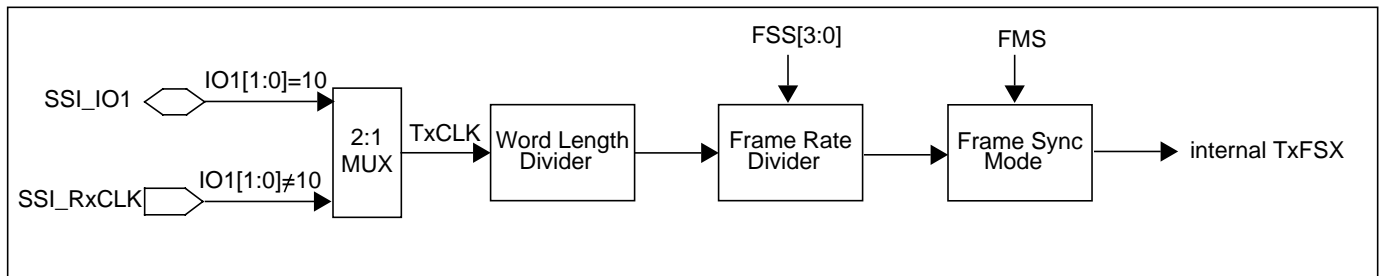 FSS[3:0]
FMS
SSI_IO1
IO1[1:0]=10
2:1
MUX
TxCLK
Word Length
Divider
Frame Rate
Divider
Frame Sync
Mode
internal TxFSX
SSI_RxCLK
IO1[1:0]≠10